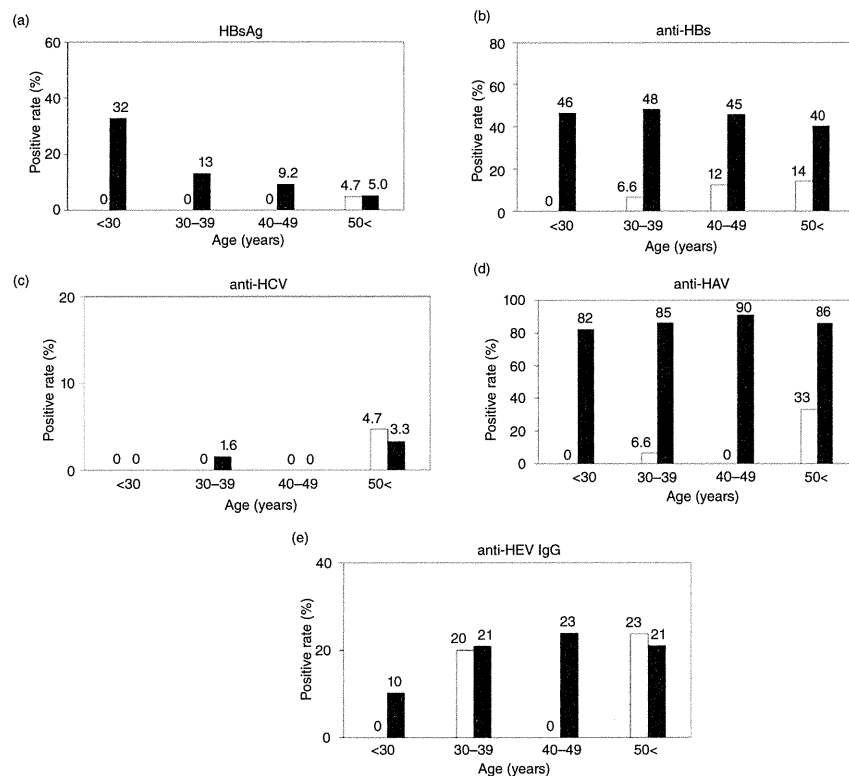 (a)
HBsAg
Positive rate (%)
60
40
20
0
0 32
0 13
0 9.2
4.7 5.0
<30 30–39 40–49 50<
Age (years)
(b)
anti-HBs
Positive rate (%)
80
60
40
20
0
0 46
6.6 48
12 45
14 40
<30 30–39 40–49 50<
Age (years)
(c)
anti-HCV
Positive rate (%)
20
10
0
0 0
0 1.6
0 0
4.7 3.3
<30 30–39 40–49 50<
Age (years)
(d)
anti-HAV
Positive rate (%)
100
80
60
40
20
0
0 82
6.6 85
0 90
33 86
<30 30–39 40–49 50<
Age (years)
(e)
anti-HEV IgG
Positive rate (%)
40
20
0
0 10
20 21
0 23
23 21
<30 30–39 40–49 50<
Age (years)